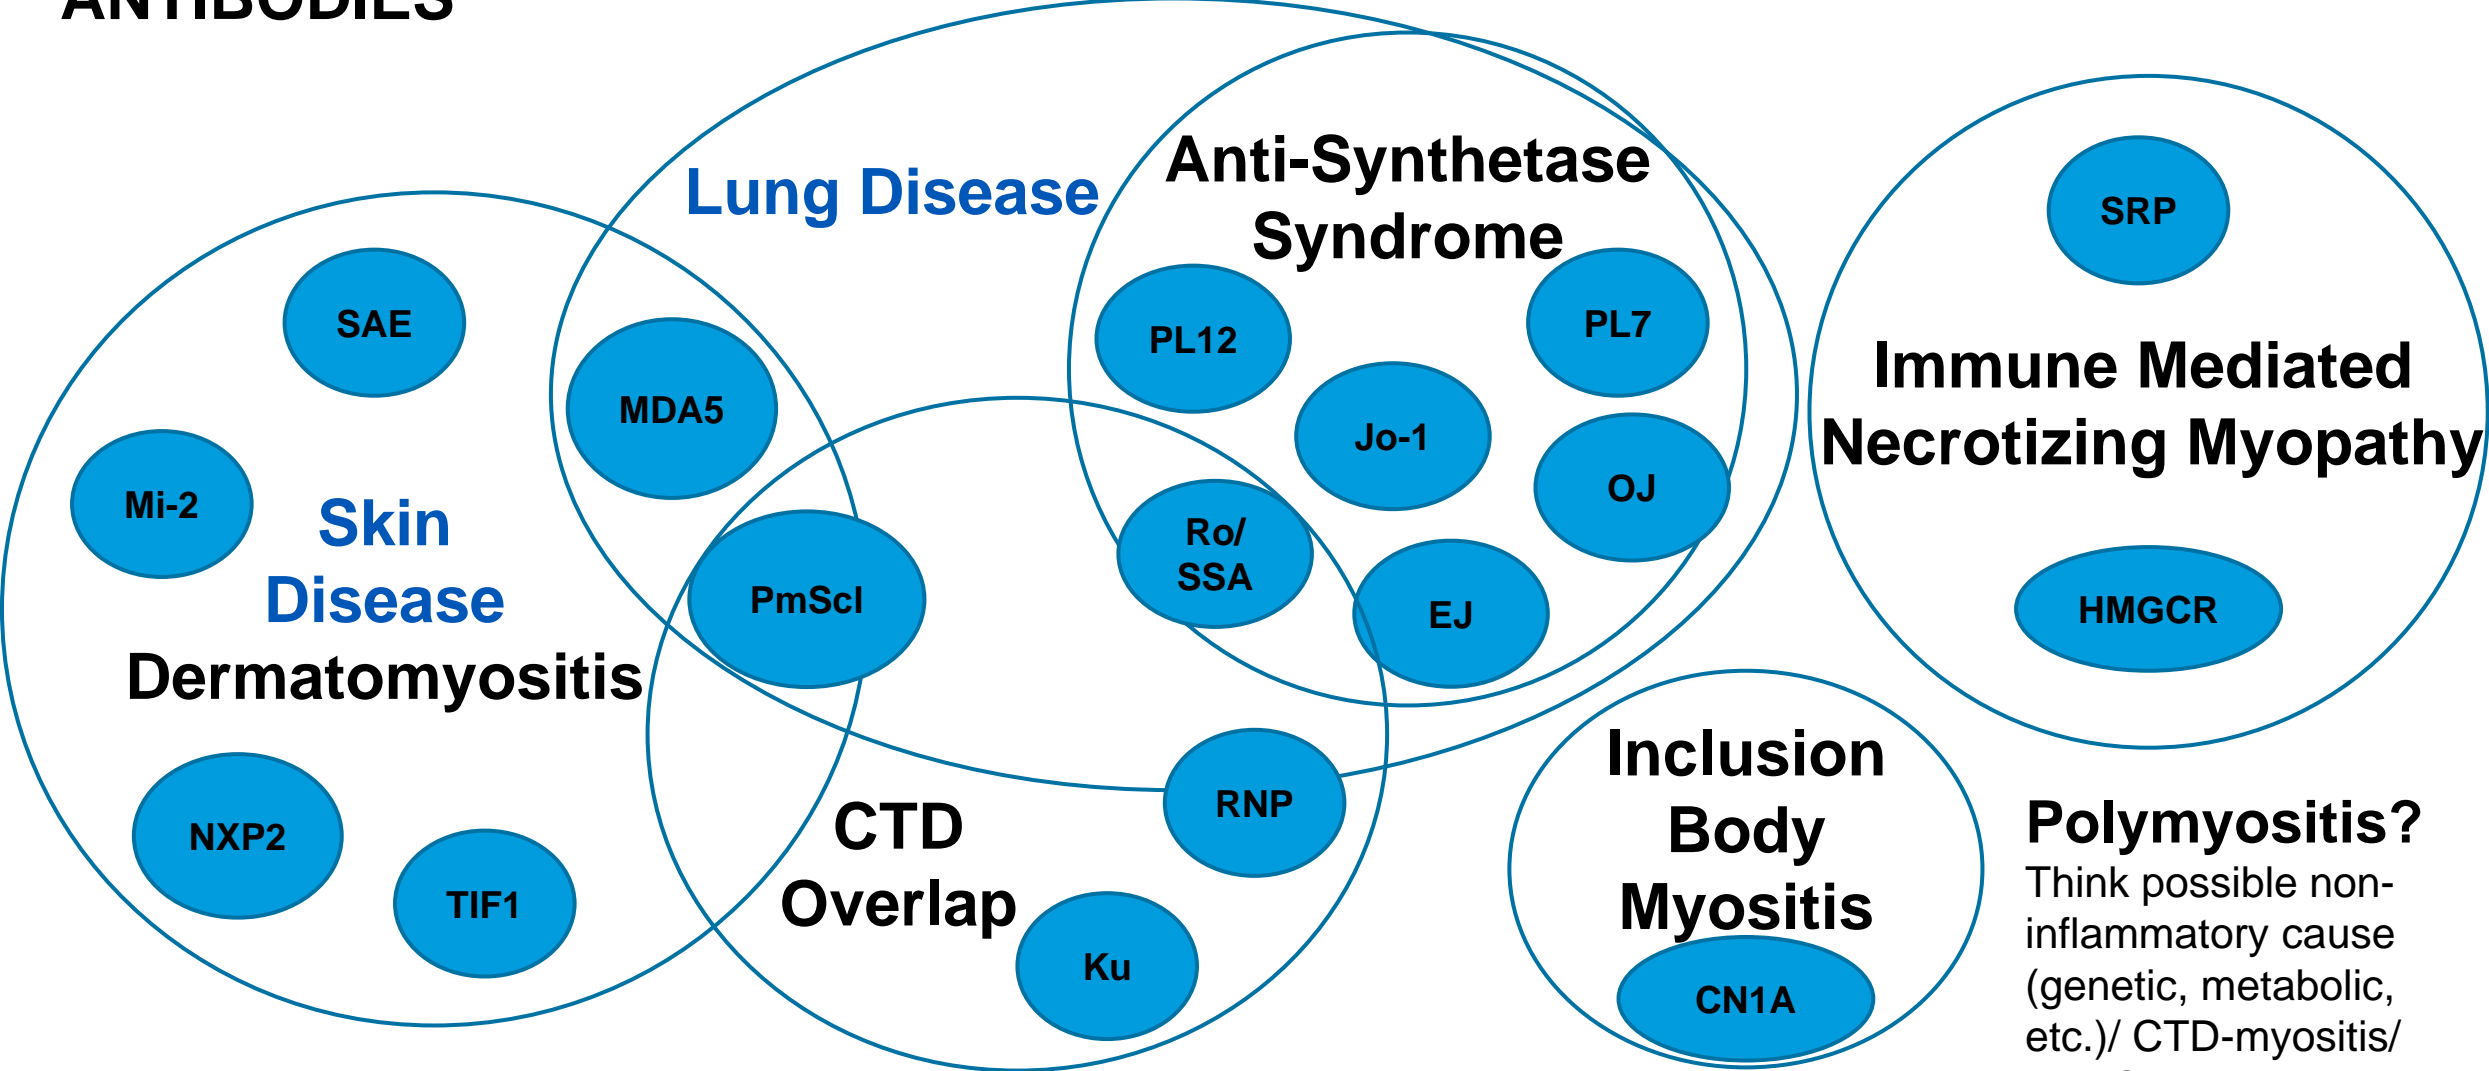 ANTIBODIES
Lung Disease
Anti-Synthetase
Syndrome
SRP
SAE
MDA5
PL12
PL7
Jo-1
OJ
Immune Mediated
Necrotizing Myopathy
Mi-2
Skin
Disease
Dermatomyositis
PmScl
Ro/
SSA
EJ
HMGCR
NXP2
TIF1
CTD
Overlap
RNP
Ku
Inclusion
Body
Myositis
CN1A
Polymyositis?
Think possible non-
inflammatory cause
(genetic, metabolic,
etc.)/ CTD-myositis/